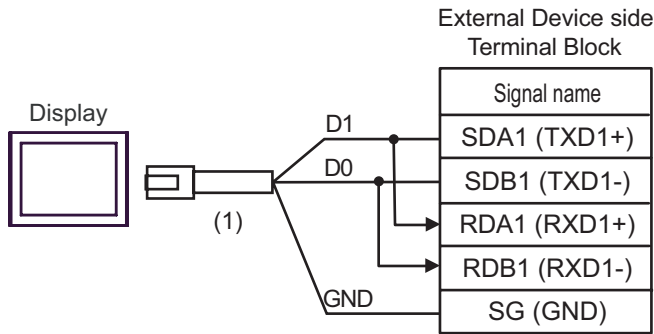 External Device side
Terminal Block
Signal name
Display
D1
SDA1 (TXD1+)
D0
SDB1 (TXD1-)
(1)
RDA1 (RXD1+)
RDB1 (RXD1-)
GND
SG (GND)